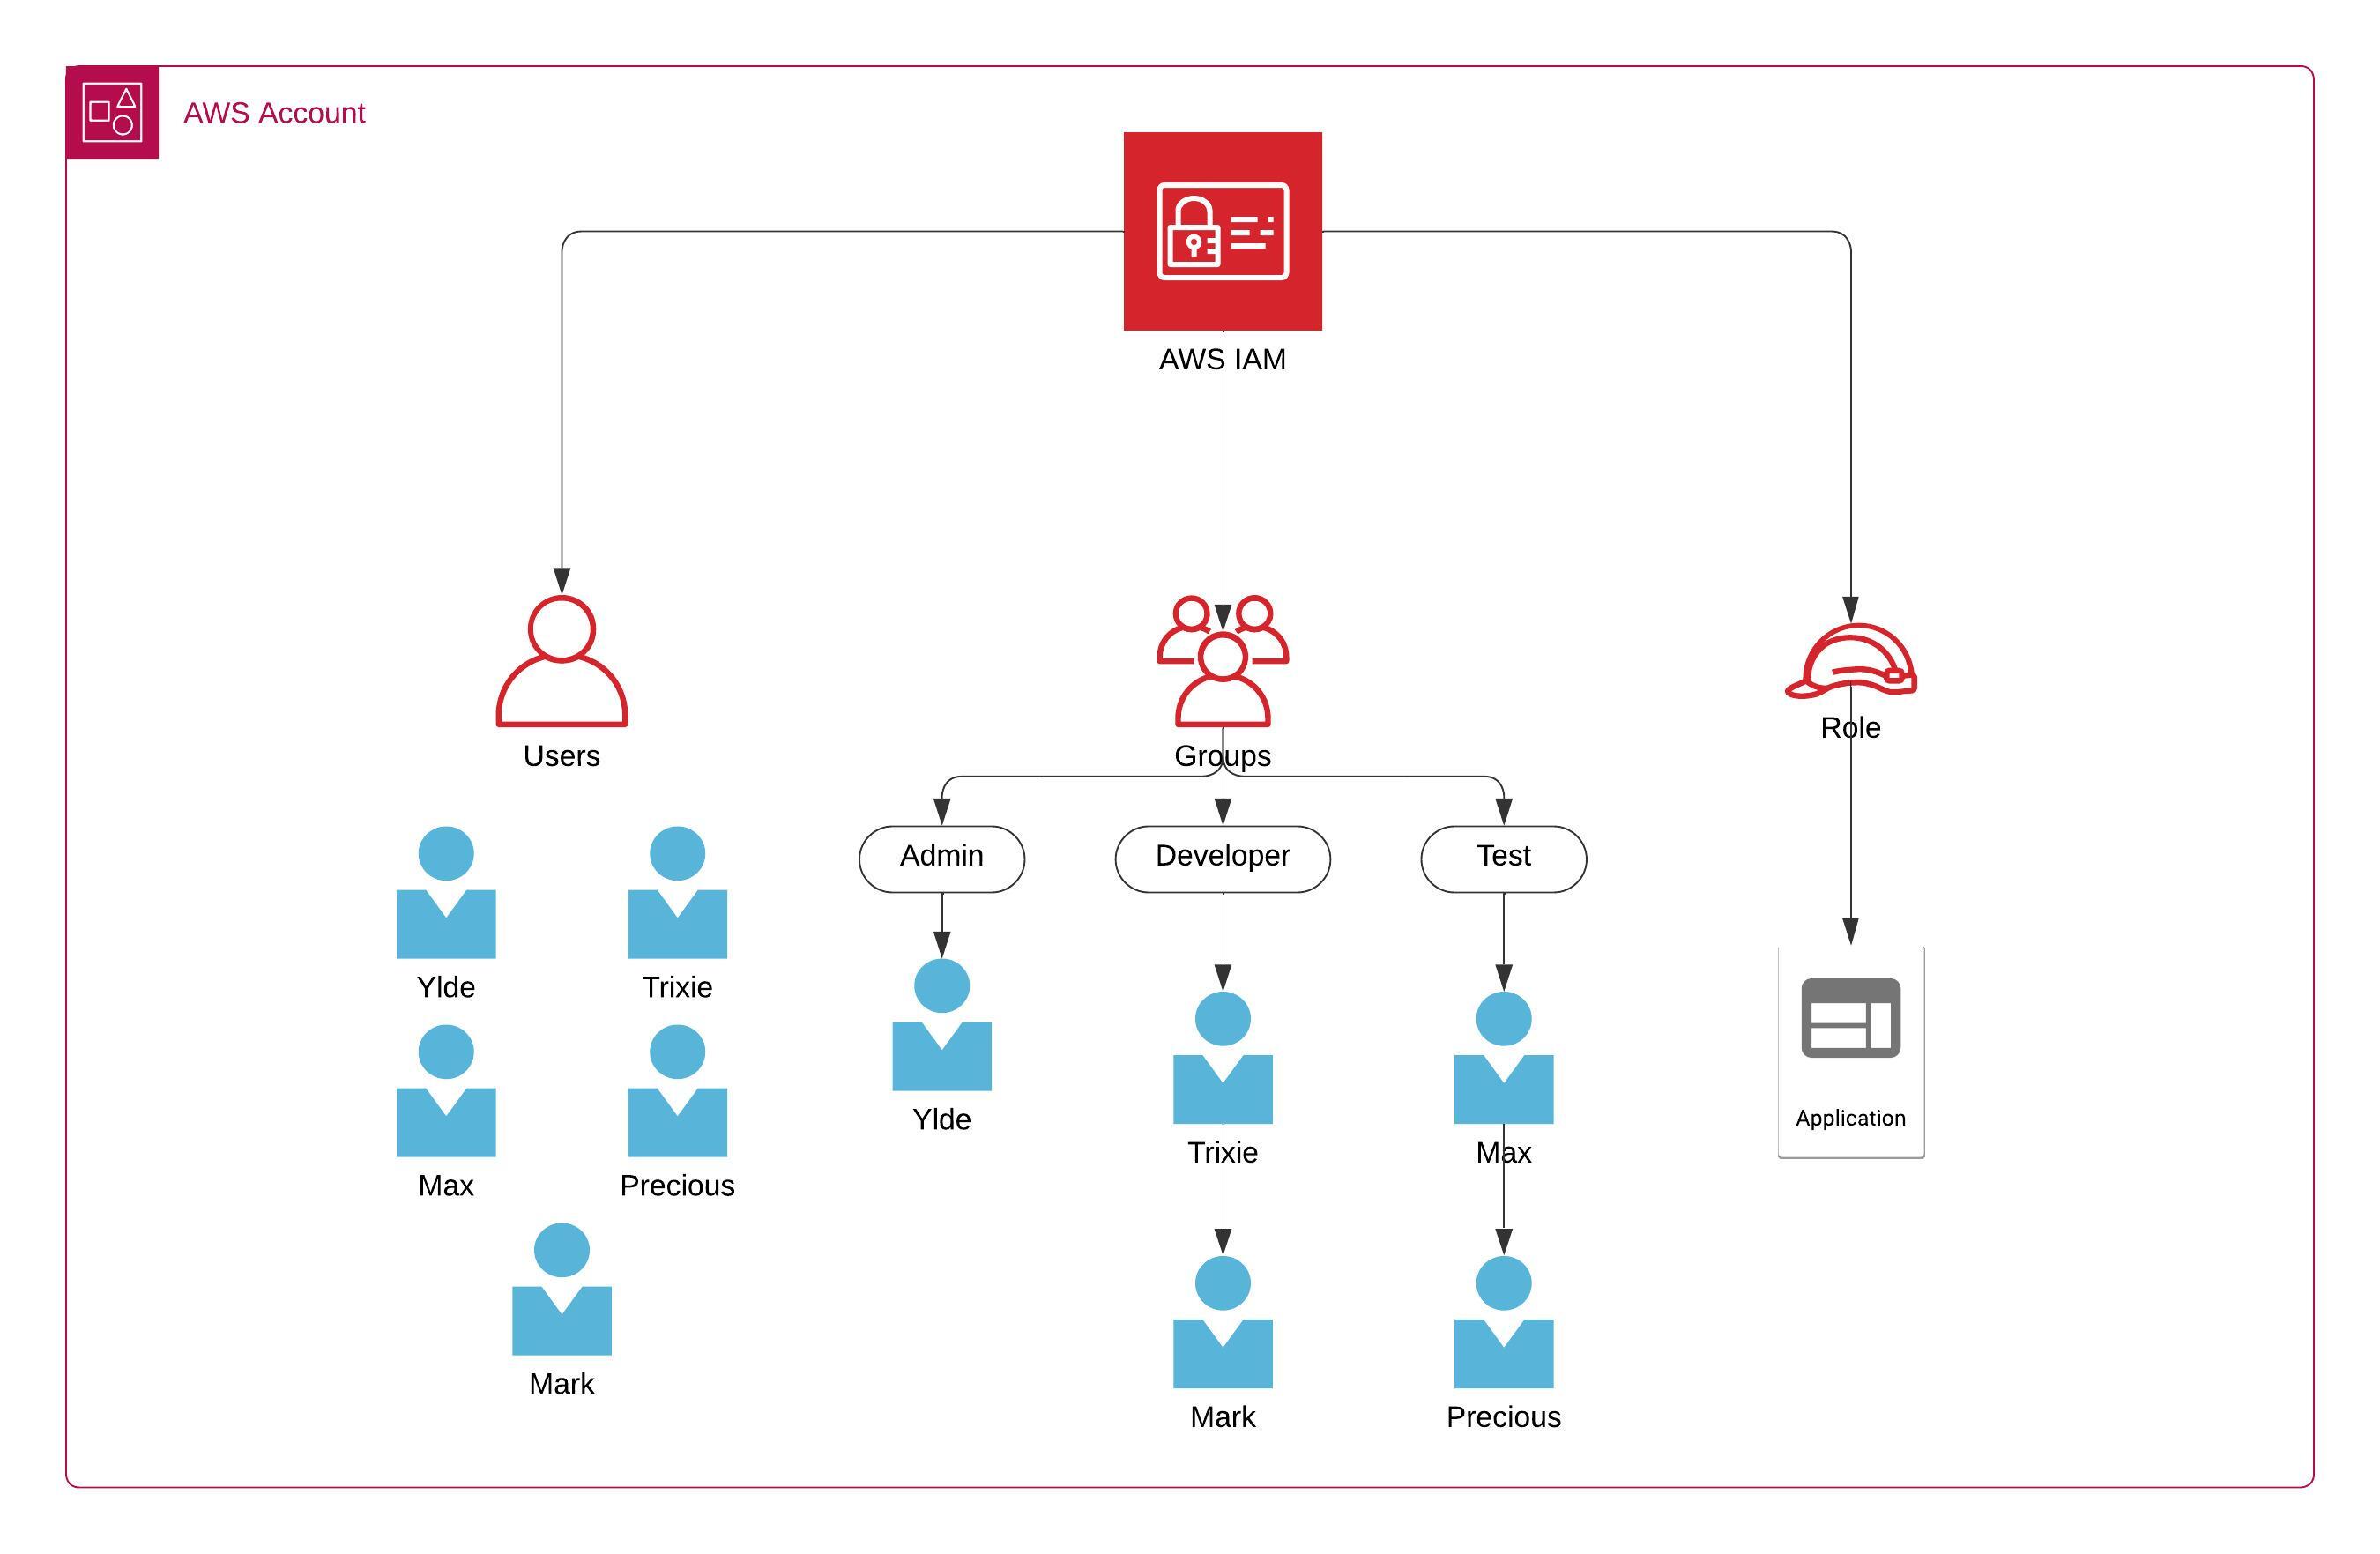 AWS Account
AWS IAM
Users
Groups
Role
Admin
Developer
Test
Ylde
Trixie
Max
Precious
Mark
Ylde
Trixie
Max
Mark
Precious
Application